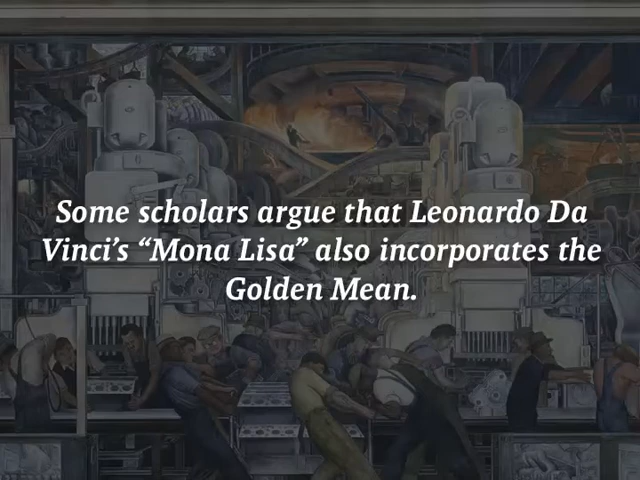 Some scholars argue that Leonardo Da
Vinci’s “Mona Lisa” also incorporates the
Golden Mean.